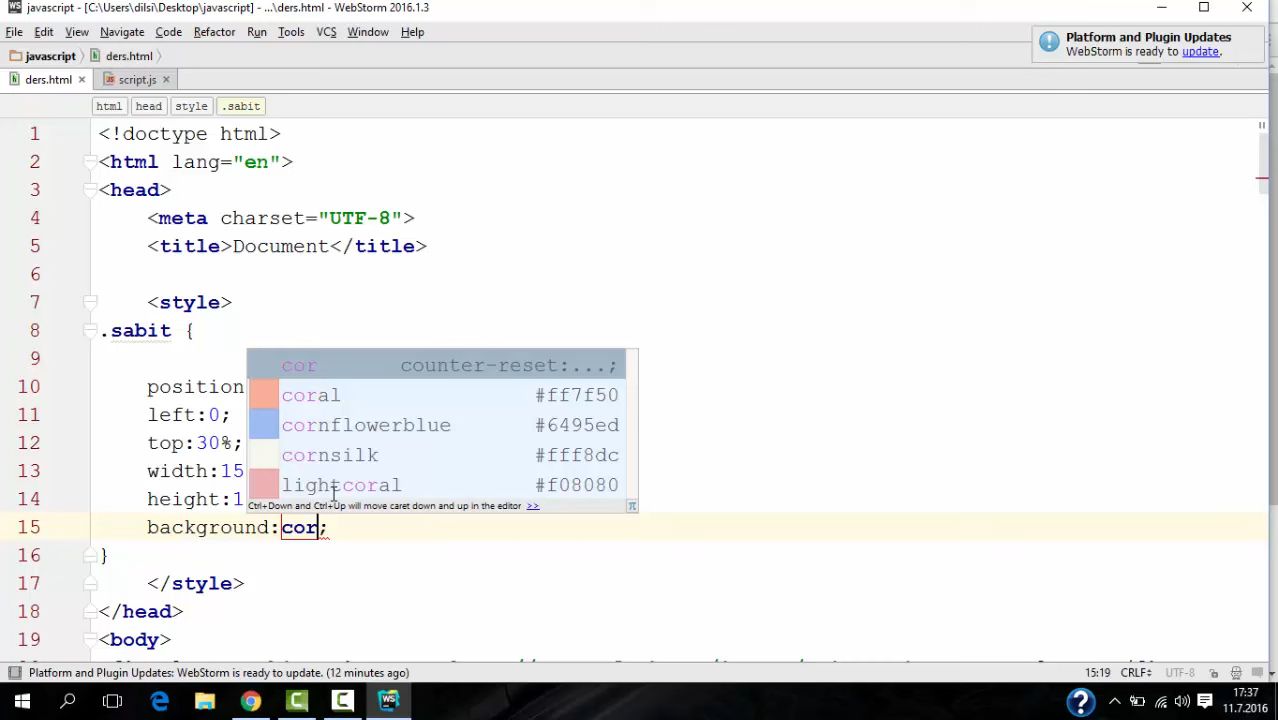 javascript - [C:\Users\dilsi\Desktop\javascript] - ...\ders.html - WebStorm 2016.1.3
File Edit View Navigate Code Refactor Run Tools VCS Window Help
Platform and Plugin Updates
WebStorm is ready to update.
javascript ders.html
ders.html script.js
html head style .sabit
1 <!doctype html>
2 <html lang="en">
3 <head>
4 <meta charset="UTF-8">
5 <title>Document</title>
6
7 <style>
8 .sabit {
9
cor counter-reset:...;
10 position
coral #ff7f50
11 left:0;
cornflowerblue #6495ed
12 top:30%;
cornsilk #fff8dc
13 width:15
lightcoral #f08080
14 height:1
Ctrl+Down and Ctrl+Up will move caret down and up in the editor >>
15 background:cor;
16 }
17 </style>
18 </head>
19 <body>
Platform and Plugin Updates: WebStorm is ready to update. (12 minutes ago) 15:19 CRLF÷ UTF-8÷
17:37
11.7.2016